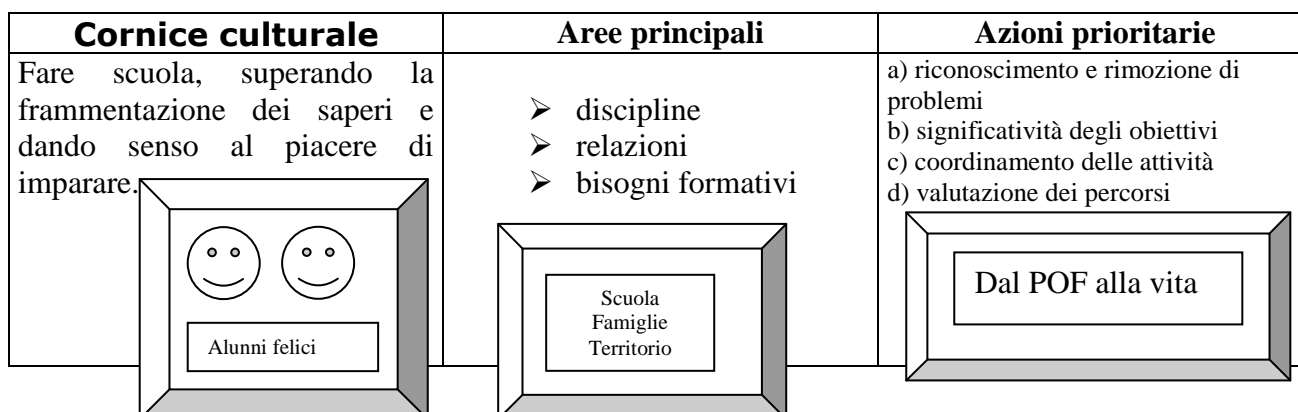 Cornice culturale
Fare scuola, superando la
frammentazione dei saperi e
dando senso al piacere di
imparare.
Alunni felici
Aree principali
➢ discipline
➢ relazioni
➢ bisogni formativi
Scuola
Famiglie
Territorio
Azioni prioritarie
a) riconoscimento e rimozione di
problemi
b) significatività degli obiettivi
c) coordinamento delle attività
d) valutazione dei percorsi
Dal POF alla vita